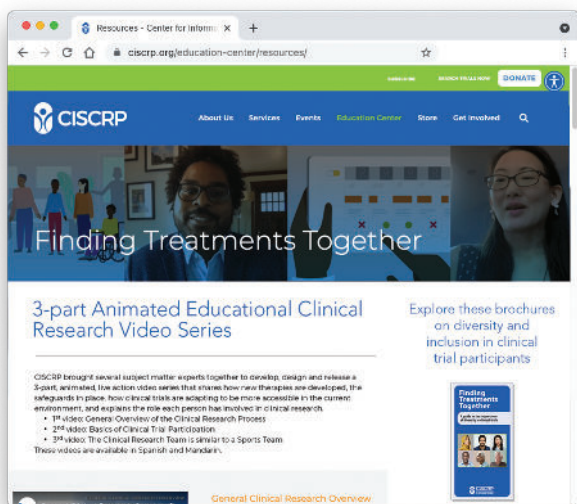 Resources - Center for Inform
ciscrp.org/education-center/resources/
SEARCH TRIALS NOW
DONATE
CISCRP
About Us Services Events Education Center Store Get Involved
Finding Treatments Together
3-part Animated Educational Clinical
Research Video Series
CISCRP brought several subject matter experts together to develop, design and release a
3-part, animated, live action video series that shares how new therapies are developed, the
safeguards in place, how clinical trials are adapting to be more accessible in the current
environment, and explains the role each person has involved in clinical research.
• 1st video: General Overview of the Clinical Research Process
• 2nd video: Basics of Clinical Trial Participation
• 3rd video: The Clinical Research Team is similar to a Sports Team
These videos are available in Spanish and Mandarin.
General Clinical Research Overview
Explore these brochures
on diversity and
inclusion in clinical
trial participants
Finding
Treatments
Together
CISCRP